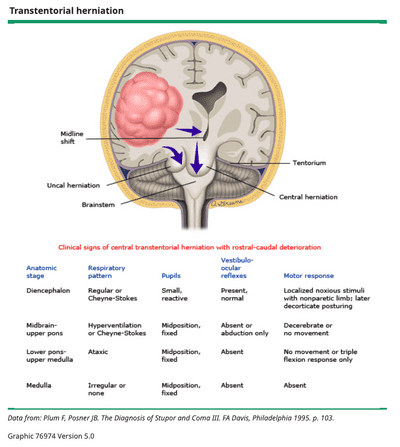 Transtentorial herniation
Midline
shift
Tentorium
Uncal herniation
Central herniation
Brainstem
Clinical signs of central transtentorial herniation with rostral-caudal deterioration
Anatomic stage Respiratory pattern Pupils Vestibulo-ocular reflexes Motor response
Diencephalon Regular or Cheyne-Stokes Small, reactive Present, normal Localized noxious stimuli with nonparetic limb; later decorticate posturing
Midbrain-upper pons Hyperventilation or Cheyne-Stokes Midposition, fixed Absent or abduction only Decerebrate or no movement
Lower pons-upper medulla Ataxic Midposition, fixed Absent No movement or triple flexion response only
Medulla Irregular or none Midposition, fixed Absent Absent
Data from: Plum F, Posner JB. The Diagnosis of Stupor and Coma III. FA Davis, Philadelphia 1995. p. 103.
Graphic 76974 Version 5.0